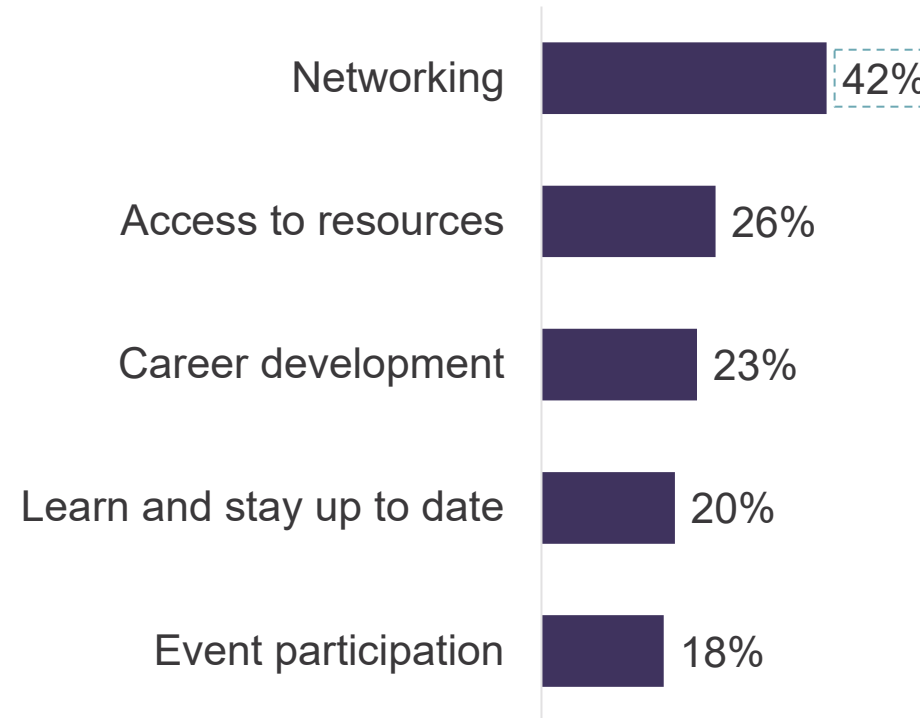 Networking 42%
Access to resources 26%
Career development 23%
Learn and stay up to date 20%
Event participation 18%